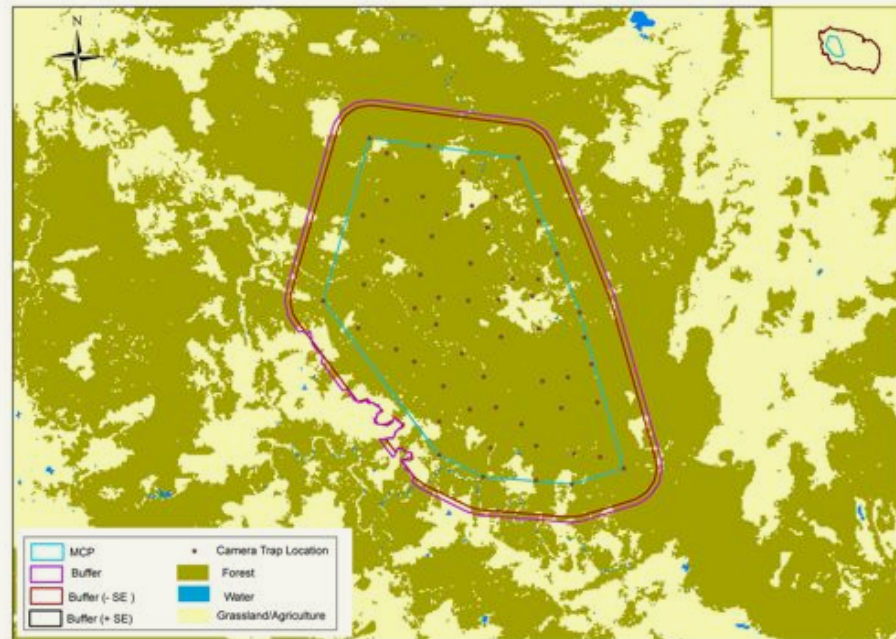 N
MCP
Buffer
Buffer (- SE )
Buffer (+ SE)
Camera Trap Location
Forest
Water
Grassland/Agriculture